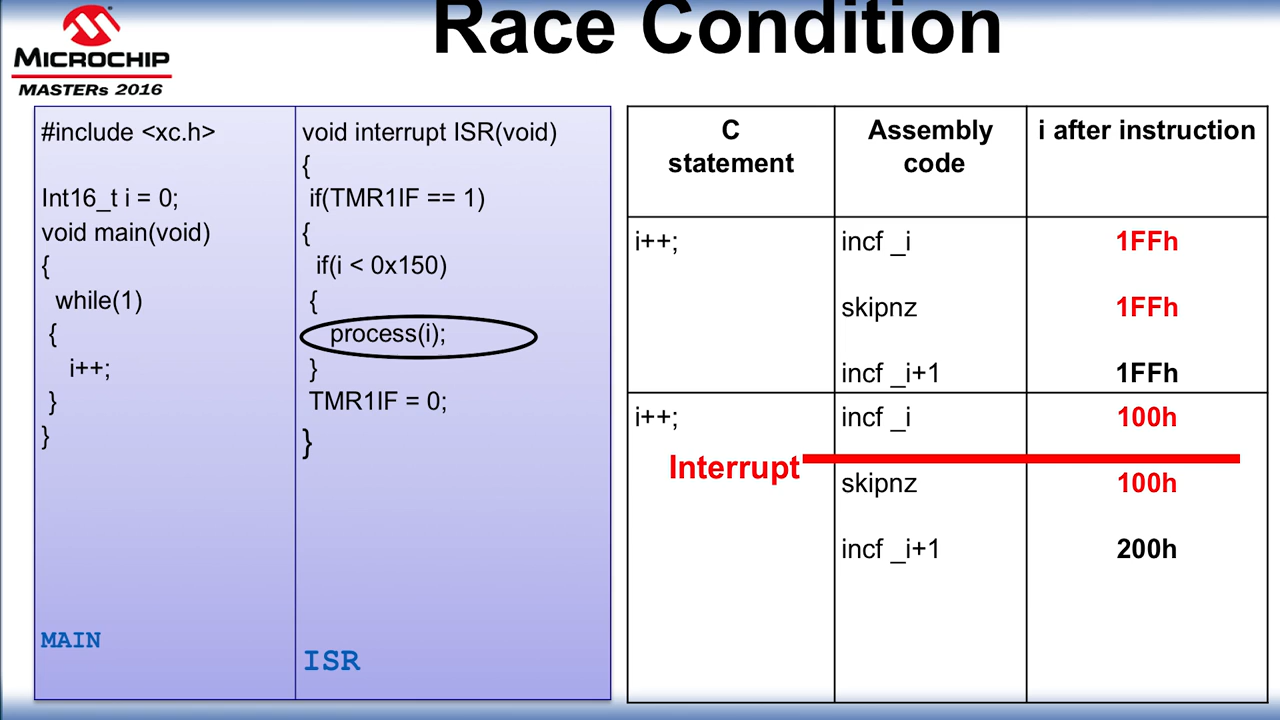 Race Condition
MICROCHIP
MASTERs 2016
#include <xc.h>
Int16_t i = 0;
void main(void)
{
while(1)
{
i++;
}
}
MAIN
void interrupt ISR(void)
{
if(TMR1IF == 1)
{
if(i < 0x150)
{
process(i);
}
TMR1IF = 0;
}
ISR
C statement
Assembly code
i after instruction
i++;
incf _i
1FFh
skipnz
1FFh
incf _i+1
1FFh
i++;
incf _i
100h
Interrupt
skipnz
100h
incf _i+1
200h